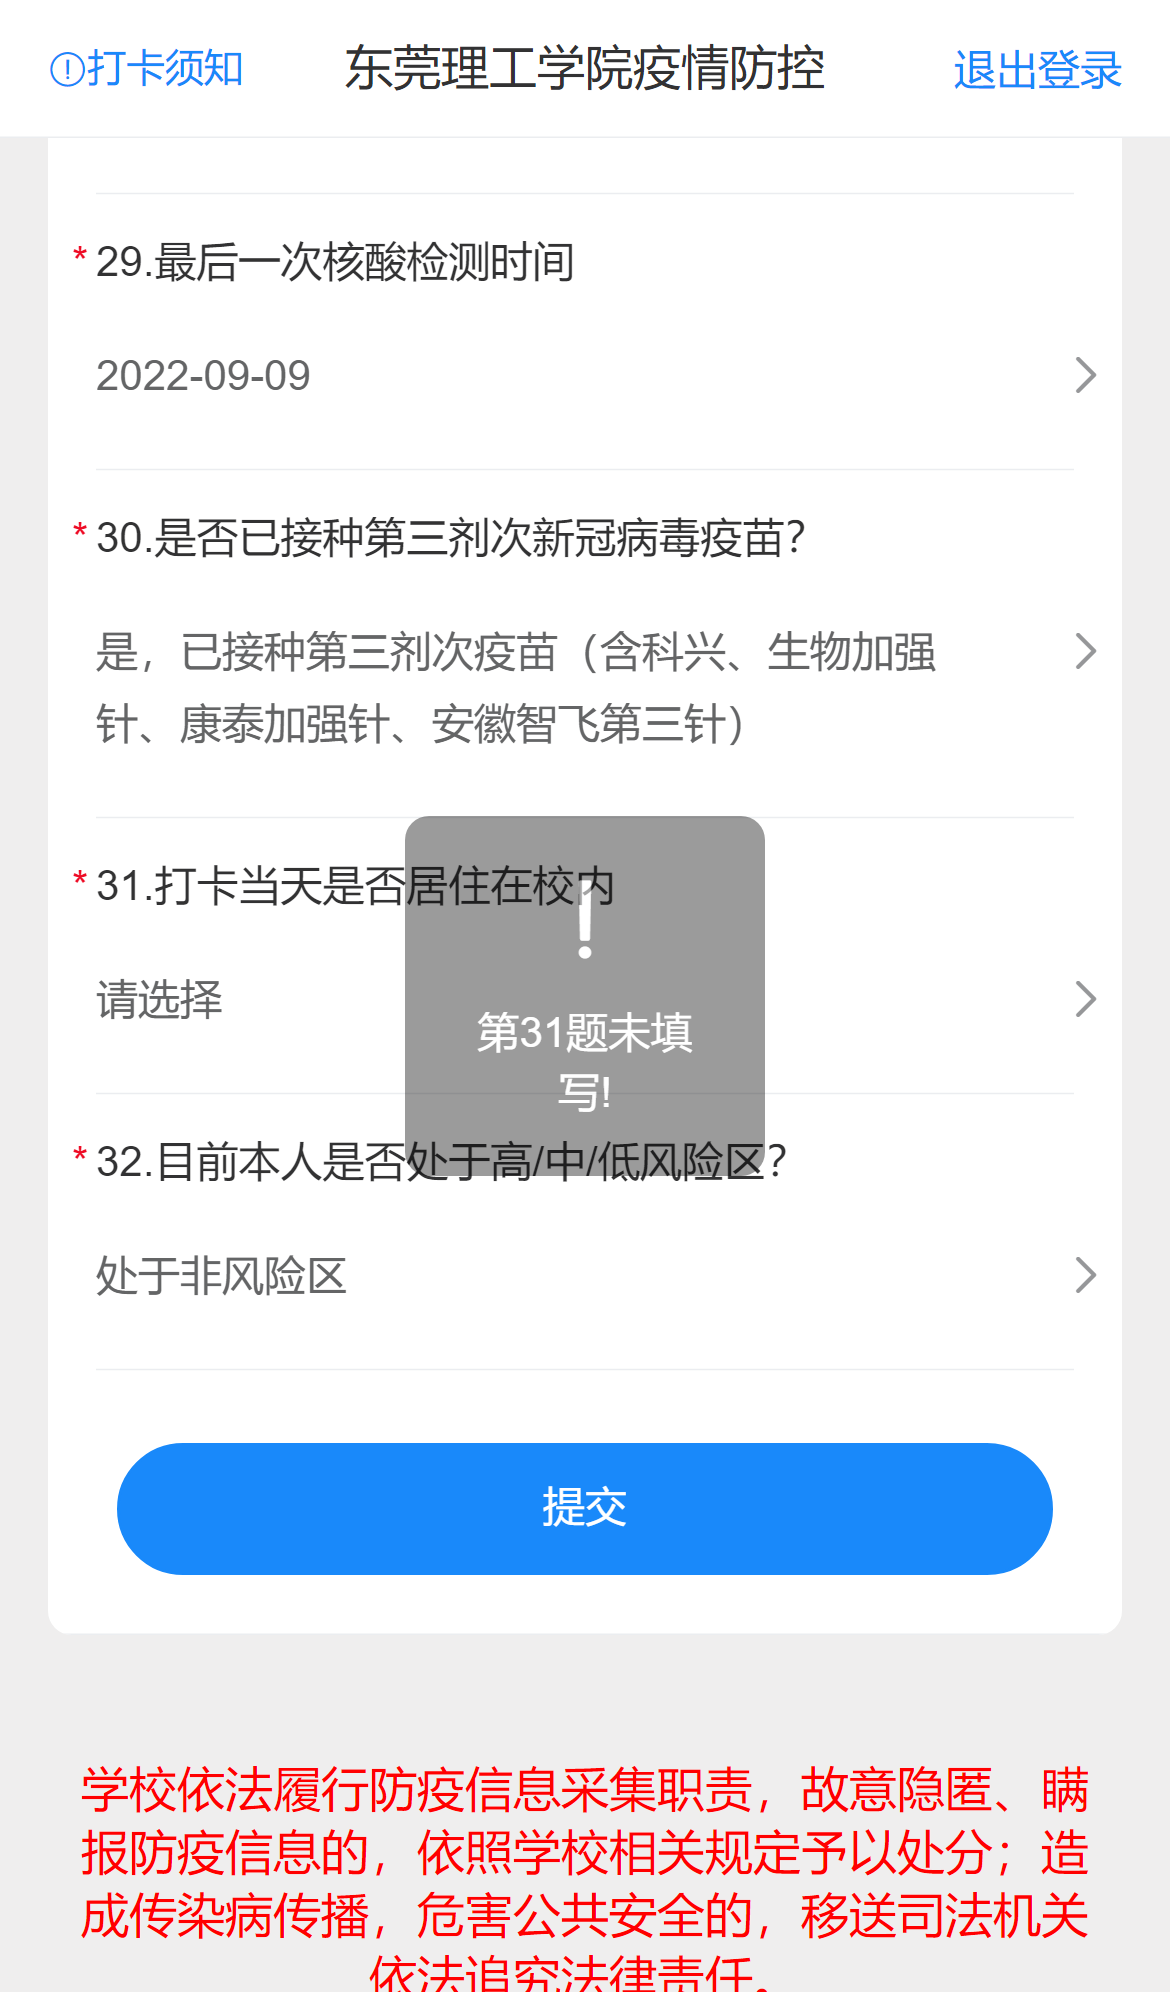 打卡须知 东莞理工学院疫情防控 退出登录
* 29.最后一次核酸检测时间
2022-09-09
* 30.是否已接种第三剂次新冠病毒疫苗?
是，已接种第三剂次疫苗（含科兴、生物加强
针、康泰加强针、安徽智飞第三针）
* 31.打卡当天是否居住在校内
请选择
第31题未填
写!
* 32.目前本人是否处于高/中/低风险区?
处于非风险区
提交
学校依法履行防疫信息采集职责，故意隐匿、瞒
报防疫信息的，依照学校相关规定予以处分；造
成传染病传播，危害公共安全的，移送司法机关
依法追究法律责任。